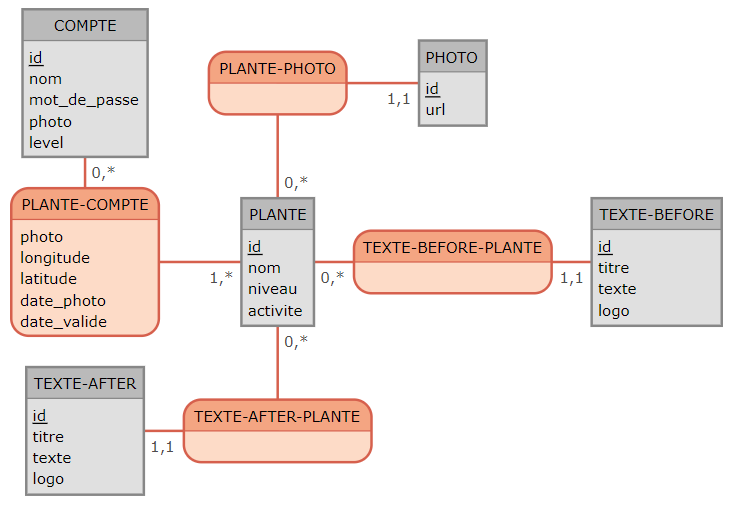 COMPTE
id
nom
mot_de_passe
photo
level
0,*
PLANTE-PHOTO
1,1
PHOTO
id
url
0,*
PLANTE-COMPTE
photo
longitude
latitude
date_photo
date_valide
1,*
PLANTE
id
nom
niveau
activite
0,*
TEXTE-BEFORE-PLANTE
1,1
TEXTE-BEFORE
id
titre
texte
logo
0,*
TEXTE-AFTER
id
titre
texte
logo
1,1
TEXTE-AFTER-PLANTE